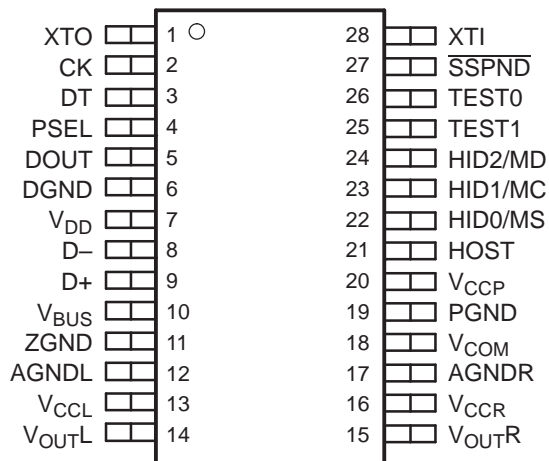 XTO 1 28 XTI
CK 2 27 SSPND
DT 3 26 TEST0
PSEL 4 25 TEST1
DOUT 5 24 HID2/MD
DGND 6 23 HID1/MC
VDD 7 22 HID0/MS
D– 8 21 HOST
D+ 9 20 VCCP
VBUS 10 19 PGND
ZGND 11 18 VCOM
AGNDL 12 17 AGNDR
VCCL 13 16 VCCR
VOUTL 14 15 VOUTR